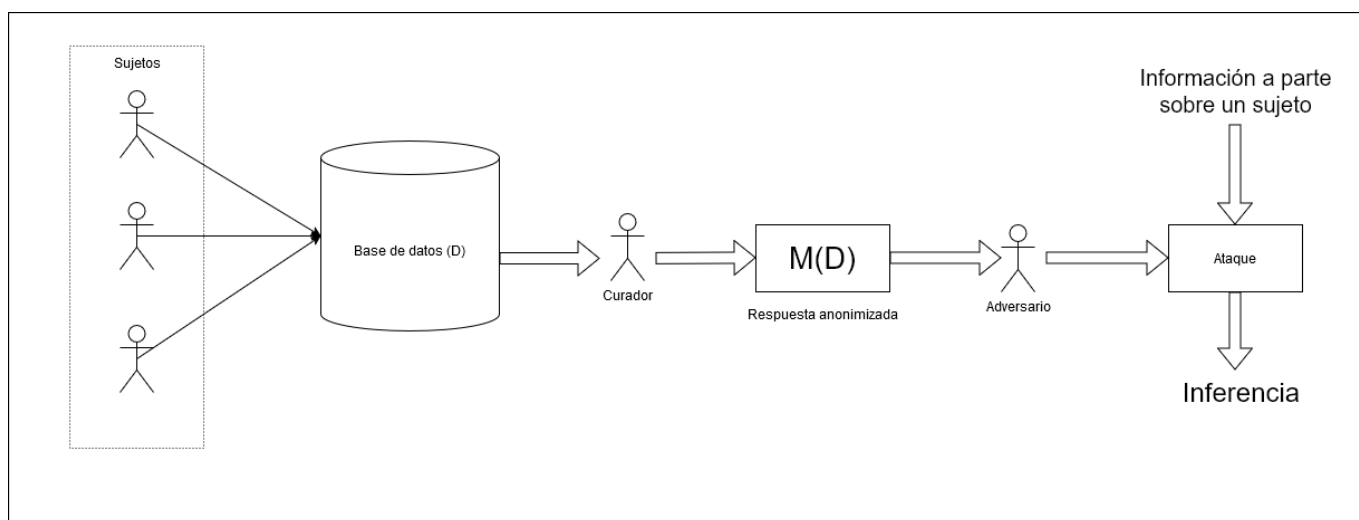 Sujetos
Base de datos (D)
Curador
M(D)
Respuesta anonimizada
Adversario
Información a parte
sobre un sujeto
Ataque
Inferencia